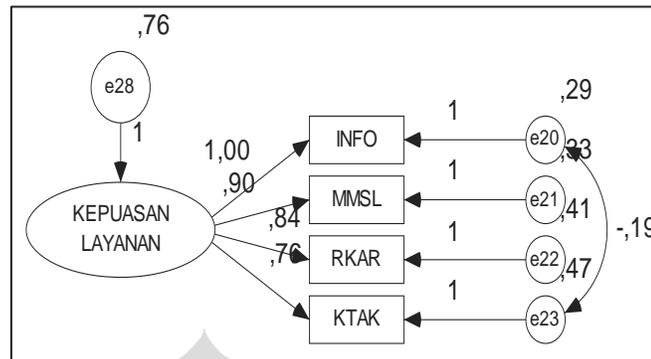 ,76
e28
1
KEPUASAN
LAYANAN
1,00
,90
,84
,76
INFO
MMSL
RKAR
KTAK
1
1
1
1
,29
e20
,33
e21
,41
e22
,47
e23
-,19